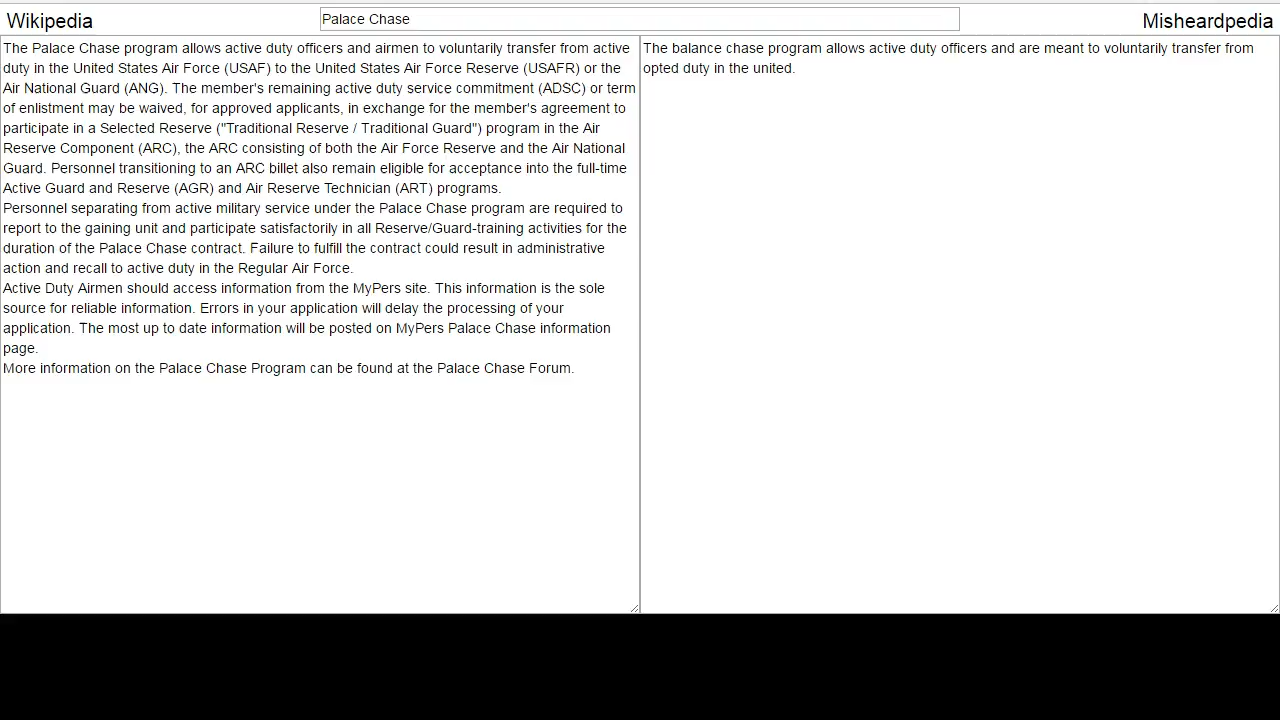 Wikipedia
Palace Chase
Misheardpedia
The Palace Chase program allows active duty officers and airmen to voluntarily transfer from active
duty in the United States Air Force (USAF) to the United States Air Force Reserve (USAFR) or the
Air National Guard (ANG). The member's remaining active duty service commitment (ADSC) or term
of enlistment may be waived, for approved applicants, in exchange for the member's agreement to
participate in a Selected Reserve ("Traditional Reserve / Traditional Guard") program in the Air
Reserve Component (ARC), the ARC consisting of both the Air Force Reserve and the Air National
Guard. Personnel transitioning to an ARC billet also remain eligible for acceptance into the full-time
Active Guard and Reserve (AGR) and Air Reserve Technician (ART) programs.
Personnel separating from active military service under the Palace Chase program are required to
report to the gaining unit and participate satisfactorily in all Reserve/Guard-training activities for the
duration of the Palace Chase contract. Failure to fulfill the contract could result in administrative
action and recall to active duty in the Regular Air Force.
Active Duty Airmen should access information from the MyPers site. This information is the sole
source for reliable information. Errors in your application will delay the processing of your
application. The most up to date information will be posted on MyPers Palace Chase information
page.
More information on the Palace Chase Program can be found at the Palace Chase Forum.
The balance chase program allows active duty officers and are meant to voluntarily transfer from
opted duty in the united.